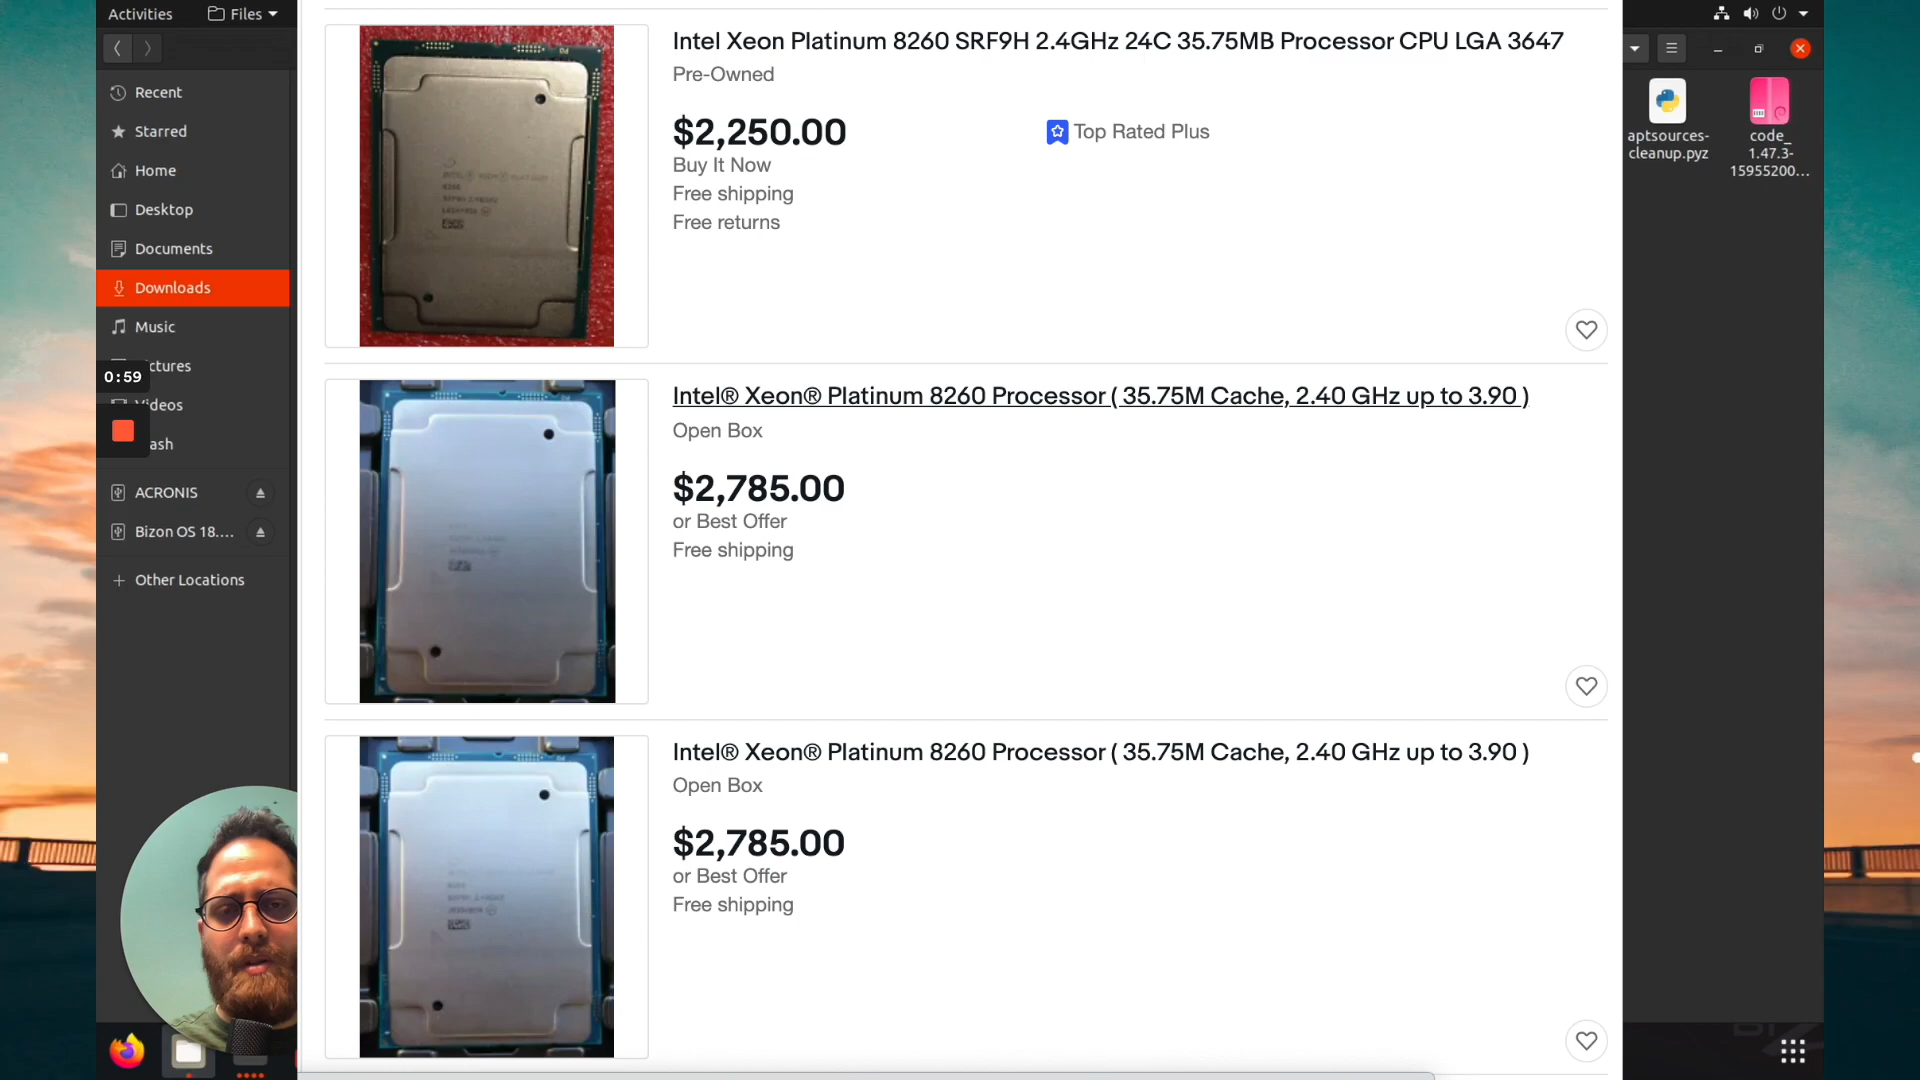 Activities
Files
Recent
Starred
Home
Desktop
Documents
Downloads
Music
ctures
0:59
Videos
ash
ACRONIS
Bizon OS 18....
Other Locations
Intel Xeon Platinum 8260 SRF9H 2.4GHz 24C 35.75MB Processor CPU LGA 3647
Pre-Owned
$2,250.00
Top Rated Plus
Buy It Now
Free shipping
Free returns
Intel® Xeon® Platinum 8260 Processor ( 35.75M Cache, 2.40 GHz up to 3.90 )
Open Box
$2,785.00
or Best Offer
Free shipping
Intel® Xeon® Platinum 8260 Processor ( 35.75M Cache, 2.40 GHz up to 3.90 )
Open Box
$2,785.00
or Best Offer
Free shipping
aptsources-
cleanup.pyz
code_
1.47.3-
15955200...